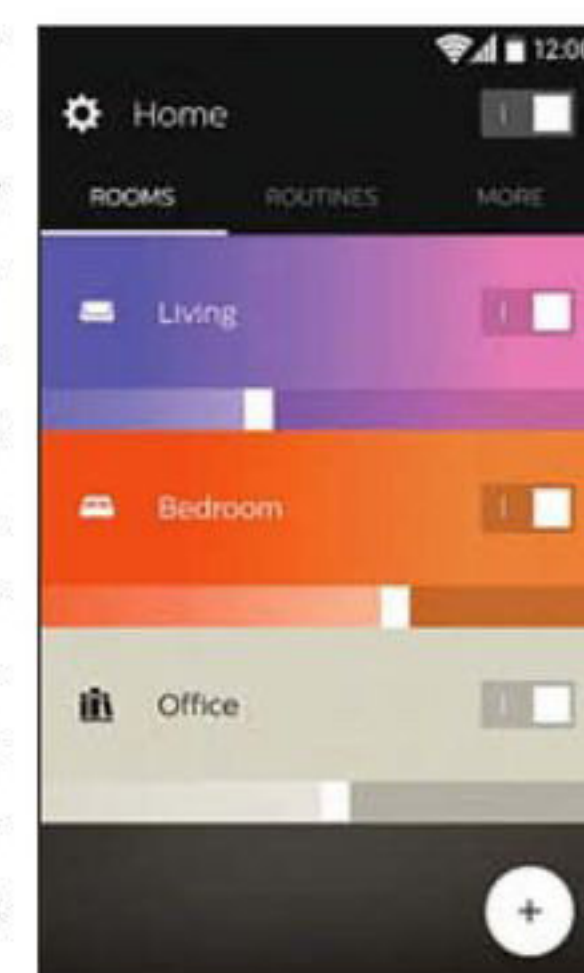 12:00
Home
ROOMS ROUTINES MORE
Living
Bedroom
Office
+